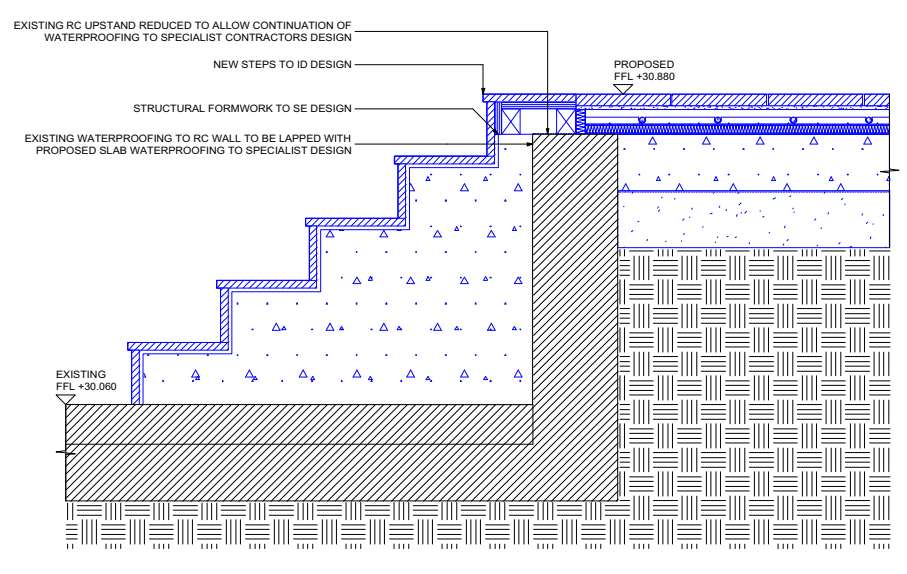 EXISTING RC UPSTAND REDUCED TO ALLOW CONTINUATION OF
WATERPROOFING TO SPECIALIST CONTRACTORS DESIGN
NEW STEPS TO ID DESIGN
STRUCTURAL FORMWORK TO SE DESIGN
EXISTING WATERPROOFING TO RC WALL TO BE LAPPED WITH
PROPOSED SLAB WATERPROOFING TO SPECIALIST DESIGN
PROPOSED
FFL +30.880
EXISTING
FFL +30.060